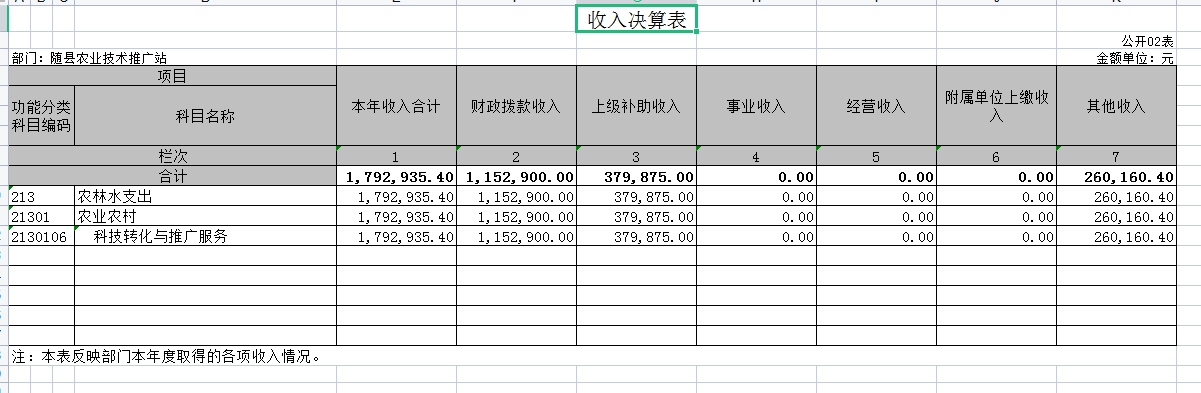 收入决算表
公开02表
部门：随县农业技术推广站 金额单位：元
项目 本年收入合计 财政拨款收入 上级补助收入 事业收入 经营收入 附属单位上缴收入 其他收入
功能分类科目编码 科目名称
栏次 1 2 3 4 5 6 7
合计 1,792,935.40 1,152,900.00 379,875.00 0.00 0.00 0.00 260,160.40
213 农林水支出 1,792,935.40 1,152,900.00 379,875.00 0.00 0.00 0.00 260,160.40
21301 农业农村 1,792,935.40 1,152,900.00 379,875.00 0.00 0.00 0.00 260,160.40
2130106 科技转化与推广服务 1,792,935.40 1,152,900.00 379,875.00 0.00 0.00 0.00 260,160.40
注：本表反映部门本年度取得的各项收入情况。